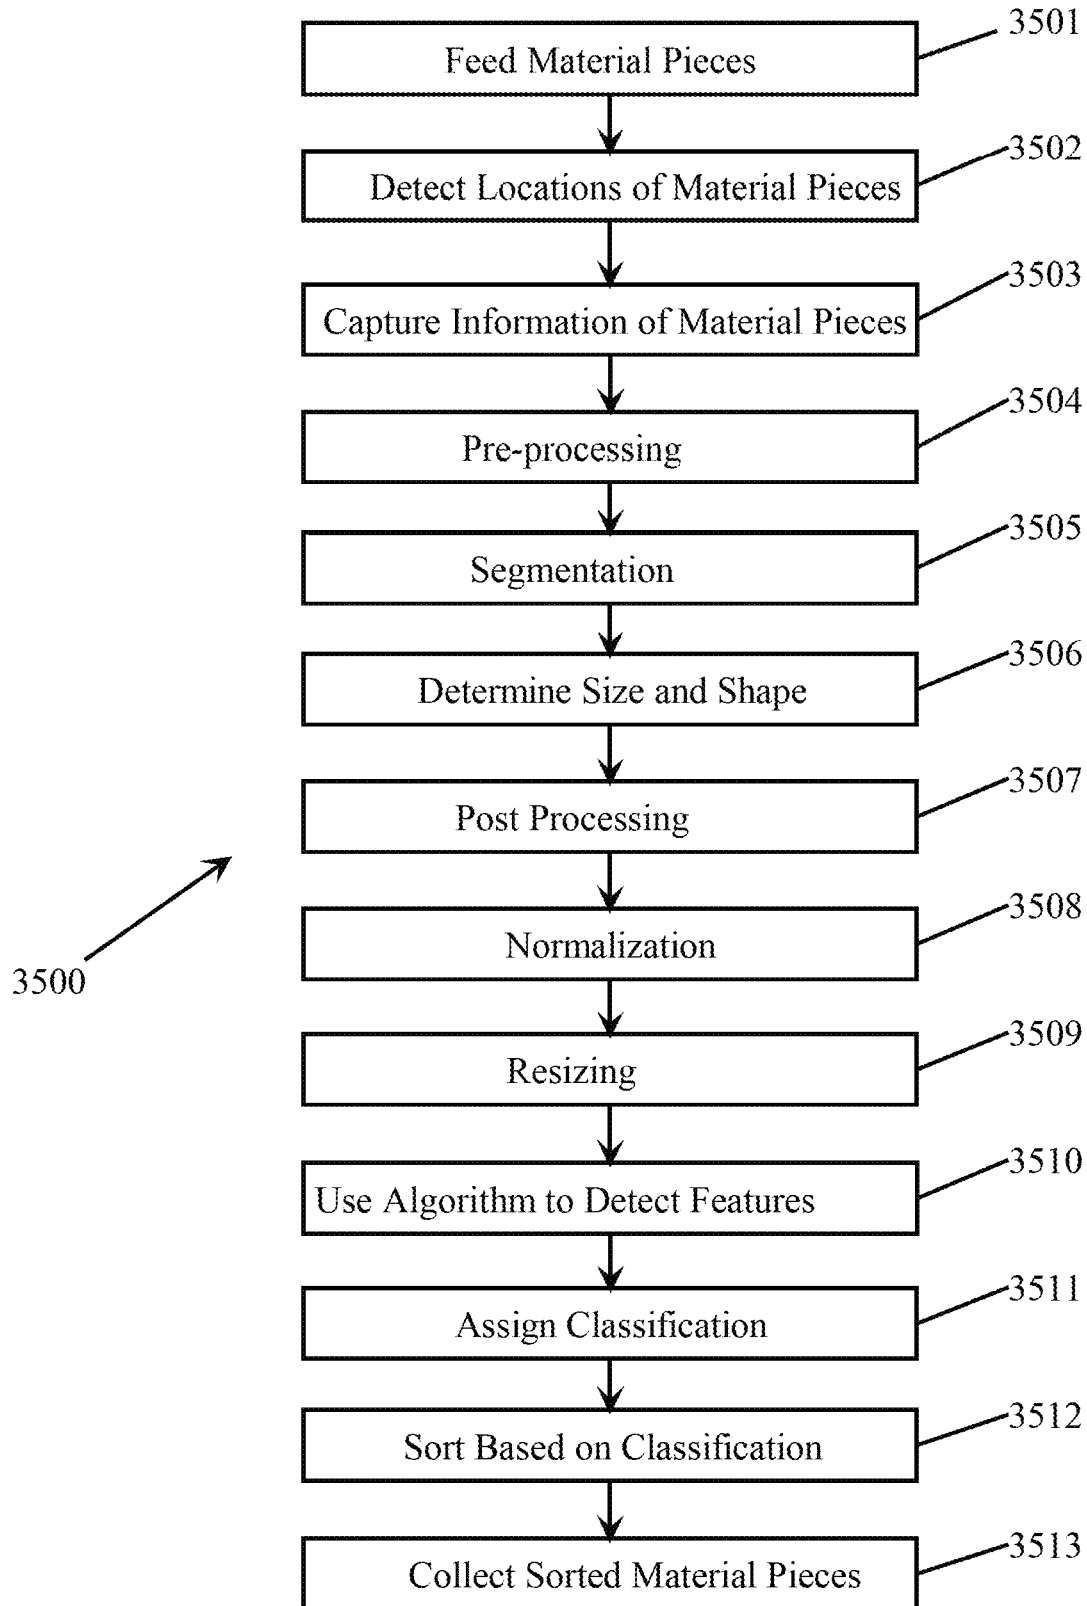 3501
Feed Material Pieces
3502
Detect Locations of Material Pieces
3503
Capture Information of Material Pieces
3504
Pre-processing
3505
Segmentation
3506
Determine Size and Shape
3507
Post Processing
3508
Normalization
3500
3509
Resizing
3510
Use Algorithm to Detect Features
3511
Assign Classification
3512
Sort Based on Classification
3513
Collect Sorted Material Pieces